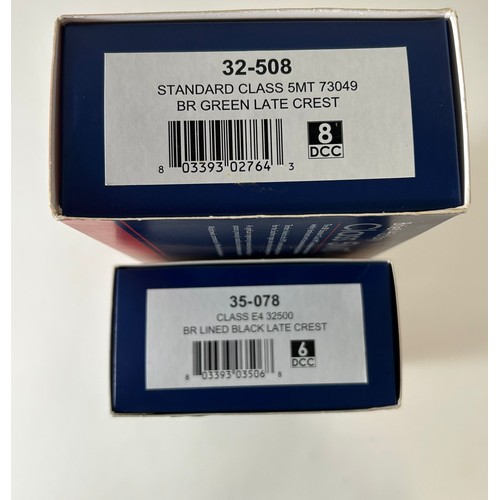 32-508
STANDARD CLASS 5MT 73049
BR GREEN LATE CREST
8
DCC
8 03393 02764 3
35-078
CLASS E4 32500
BR LINED BLACK LATE CREST
6
DCC
8 03393 03506 8